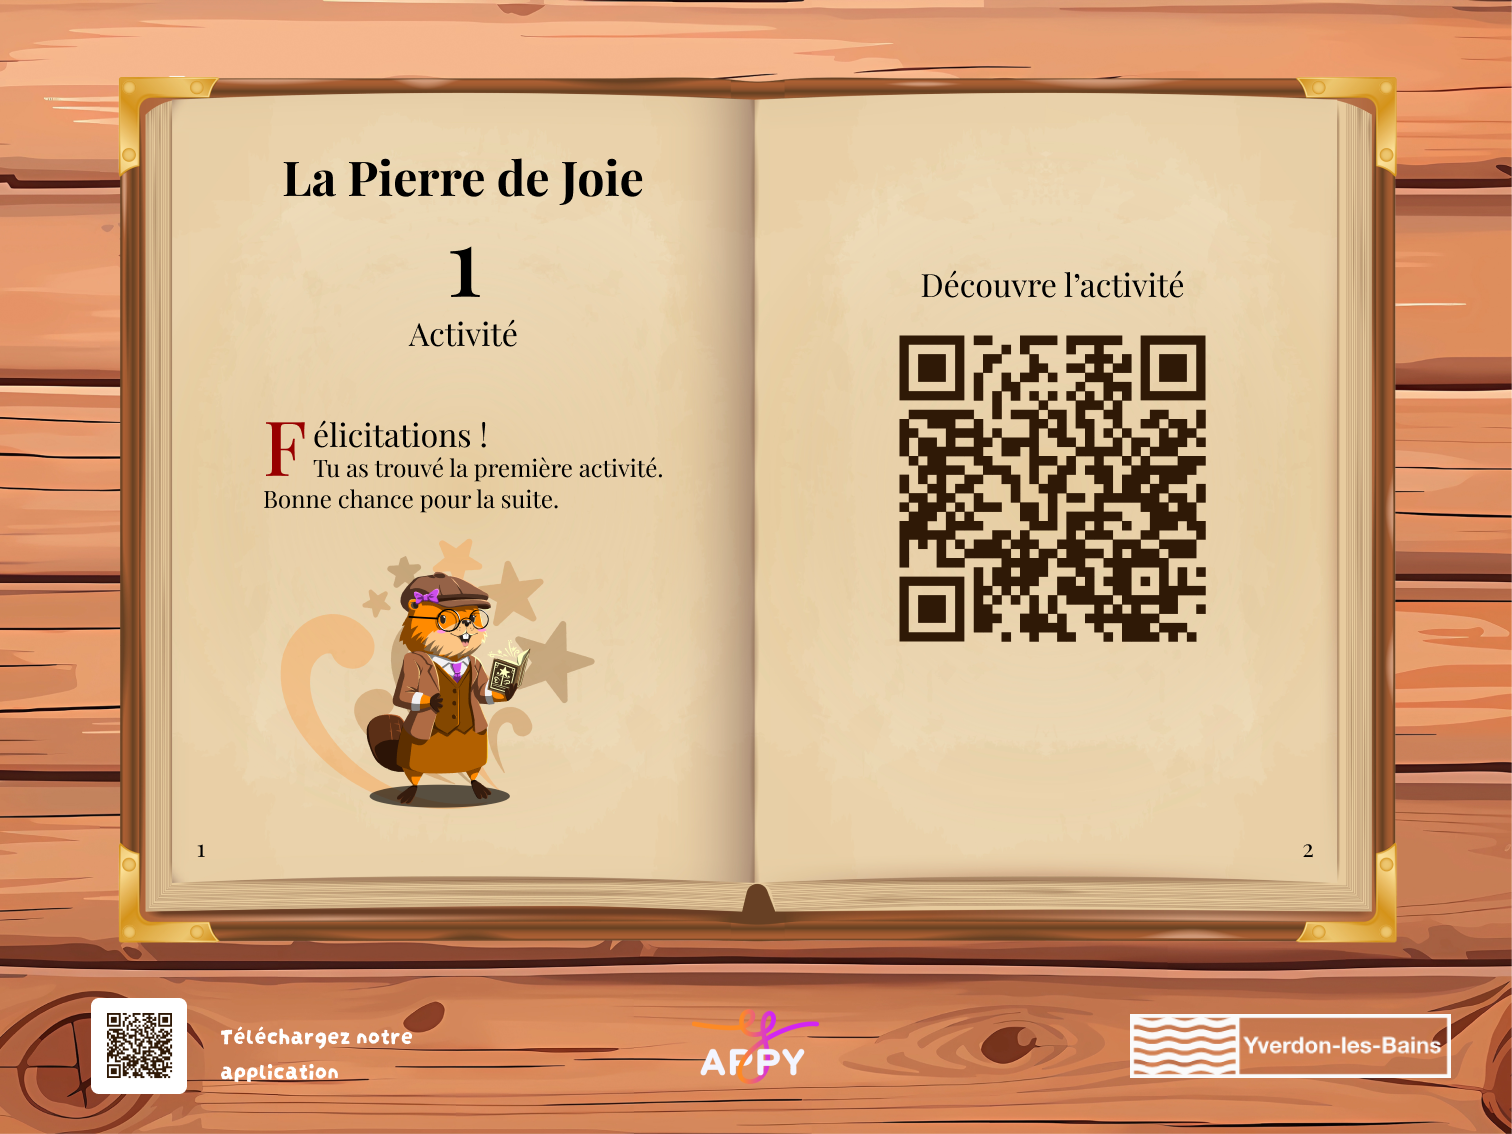 La Pierre de Joie
1
Activité
Félicitations !
Tu as trouvé la première activité.
Bonne chance pour la suite.
1
Découvre l’activité
2
Téléchargez notre
application
APPY
Yverdon-les-Bains